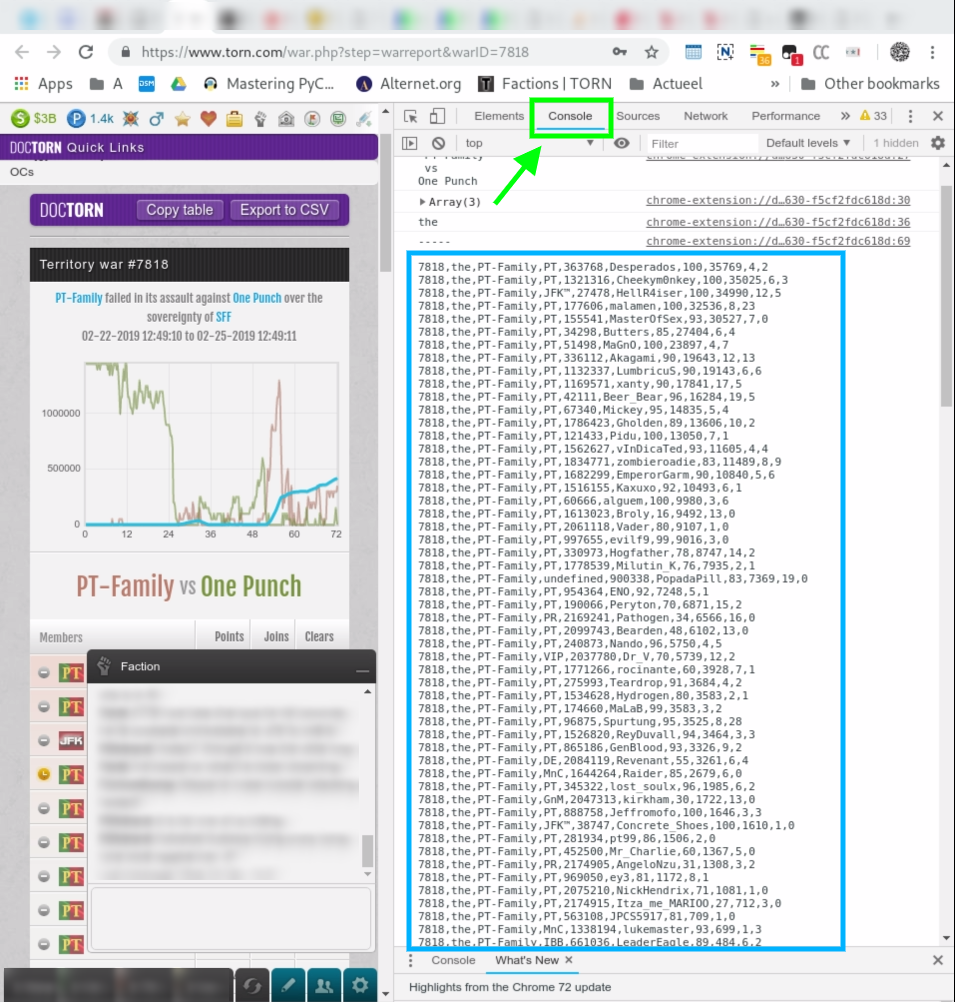 https://www.torn.com/war.php?step=warreport&warID=7818
36
1
Apps
A
DSM
Mastering PyC...
Alternet.org
Factions | TORN
Actueel
»
Other bookmarks
$3B
1.4k
DOCTORN Quick Links
OCs
DOCTORN
Copy table
Export to CSV
Territory war #7818
PT-Family failed in its assault against One Punch over the
sovereignty of SFF
02-22-2019 12:49:10 to 02-25-2019 12:49:11
1000000
500000
0
0 12 24 36 48 60 72
PT-Family vs One Punch
Members Points Joins Clears
PT
PT
JFK
PT
PT
PT
PT
PT
PT
Faction
Elements Console Sources Network Performance » 33
top
Filter
Default levels ▼
1 hidden
vs
One Punch
Array(3) chrome-extension://d…630-f5cf2fdc618d:30
the chrome-extension://d…630-f5cf2fdc618d:36
----- chrome-extension://d…630-f5cf2fdc618d:69
7818,the,PT-Family,PT,363768,Desperados,100,35769,4,2
7818,the,PT-Family,PT,1321316,Cheekym0nkey,100,35025,6,3
7818,the,PT-Family,JFK™,27478,HellR4iser,100,34990,12,5
7818,the,PT-Family,PT,177606,malamen,100,32536,8,23
7818,the,PT-Family,PT,155541,MasterOfSex,93,30527,7,0
7818,the,PT-Family,PT,34298,Butters,85,27404,6,4
7818,the,PT-Family,PT,51498,MaGnO,100,23897,4,7
7818,the,PT-Family,PT,336112,Akagami,90,19643,12,13
7818,the,PT-Family,PT,1132337,LumbricuS,90,19143,6,6
7818,the,PT-Family,PT,1169571,xanty,90,17841,17,5
7818,the,PT-Family,PT,42111,Beer_Bear,96,16284,19,5
7818,the,PT-Family,PT,67340,Mickey,95,14835,5,4
7818,the,PT-Family,PT,1786423,Gholden,89,13606,10,2
7818,the,PT-Family,PT,121433,Pidu,100,13050,7,1
7818,the,PT-Family,PT,1562627,vInDicaTed,93,11605,4,4
7818,the,PT-Family,PT,1834771,zombieroadie,83,11489,8,9
7818,the,PT-Family,PT,1682299,EmperorGarm,90,10840,5,6
7818,the,PT-Family,PT,1516155,Kaxuxo,92,10493,6,1
7818,the,PT-Family,PT,60666,alguem,100,9980,3,6
7818,the,PT-Family,PT,1613023,Broly,16,9492,13,0
7818,the,PT-Family,PT,2061118,Vader,80,9107,1,0
7818,the,PT-Family,PT,997655,evilf9,99,9016,3,0
7818,the,PT-Family,PT,330973,Hogfather,78,8747,14,2
7818,the,PT-Family,PT,1778539,Milutin_K,76,7935,2,1
7818,the,PT-Family,undefined,900338,PopadaPill,83,7369,19,0
7818,the,PT-Family,PT,954364,ENO,92,7248,5,1
7818,the,PT-Family,PT,190066,Peryton,70,6871,15,2
7818,the,PT-Family,PR,2169241,Pathogen,34,6566,16,0
7818,the,PT-Family,PT,2099743,Bearden,48,6102,13,0
7818,the,PT-Family,PT,240873,Nando,96,5750,4,5
7818,the,PT-Family,VIP,2037780,Dr_V,70,5739,12,2
7818,the,PT-Family,PT,1771266,rocinante,60,3928,7,1
7818,the,PT-Family,PT,275993,Teardrop,91,3684,4,2
7818,the,PT-Family,PT,1534628,Hydrogen,80,3583,2,1
7818,the,PT-Family,PT,174660,MaLaB,99,3583,3,2
7818,the,PT-Family,PT,96875,Spurtung,95,3525,8,28
7818,the,PT-Family,PT,1526820,ReyDuvall,94,3464,3,3
7818,the,PT-Family,PT,865186,GenBlood,93,3326,9,2
7818,the,PT-Family,DE,2084119,Revenant,55,3261,6,4
7818,the,PT-Family,MnC,1644264,Raider,85,2679,6,0
7818,the,PT-Family,PT,345322,lost_soulx,96,1985,6,2
7818,the,PT-Family,GnM,2047313,kirkham,30,1722,13,0
7818,the,PT-Family,PT,888758,Jeffromofo,100,1646,3,3
7818,the,PT-Family,JFK™,38747,Concrete_Shoes,100,1610,1,0
7818,the,PT-Family,PT,281934,pt99,86,1506,2,0
7818,the,PT-Family,PT,452500,Mr_Charlie,60,1367,5,0
7818,the,PT-Family,PR,2174905,AngeloNzu,31,1308,3,2
7818,the,PT-Family,PT,969050,ey3,81,1172,8,1
7818,the,PT-Family,PT,2075210,NickHendrix,71,1081,1,0
7818,the,PT-Family,PT,2174915,Itza_me_MARIOO,27,712,3,0
7818,the,PT-Family,PT,563108,JPCS5917,81,709,1,0
7818,the,PT-Family,MnC,1338194,lukemaster,93,699,1,3
7818,the,PT-Family,IBB,661036,LeaderEagle,89,484,6,2
Console What's New ×
Highlights from the Chrome 72 update